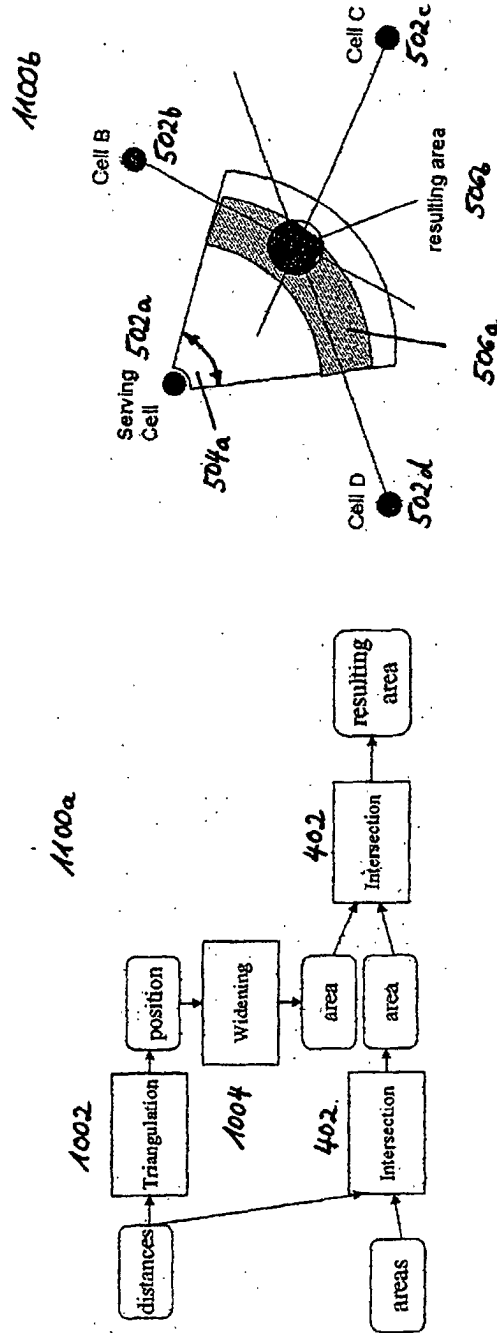 1100a
distances
1002
Triangulation
position
Widening
1004
area
area
areas
402
Intersection
402
Intersection
resulting
area
1100b
Serving
Cell
502a
504a
Cell B
502b
Cell C
502c
Cell D
502d
resulting area
506b
506a